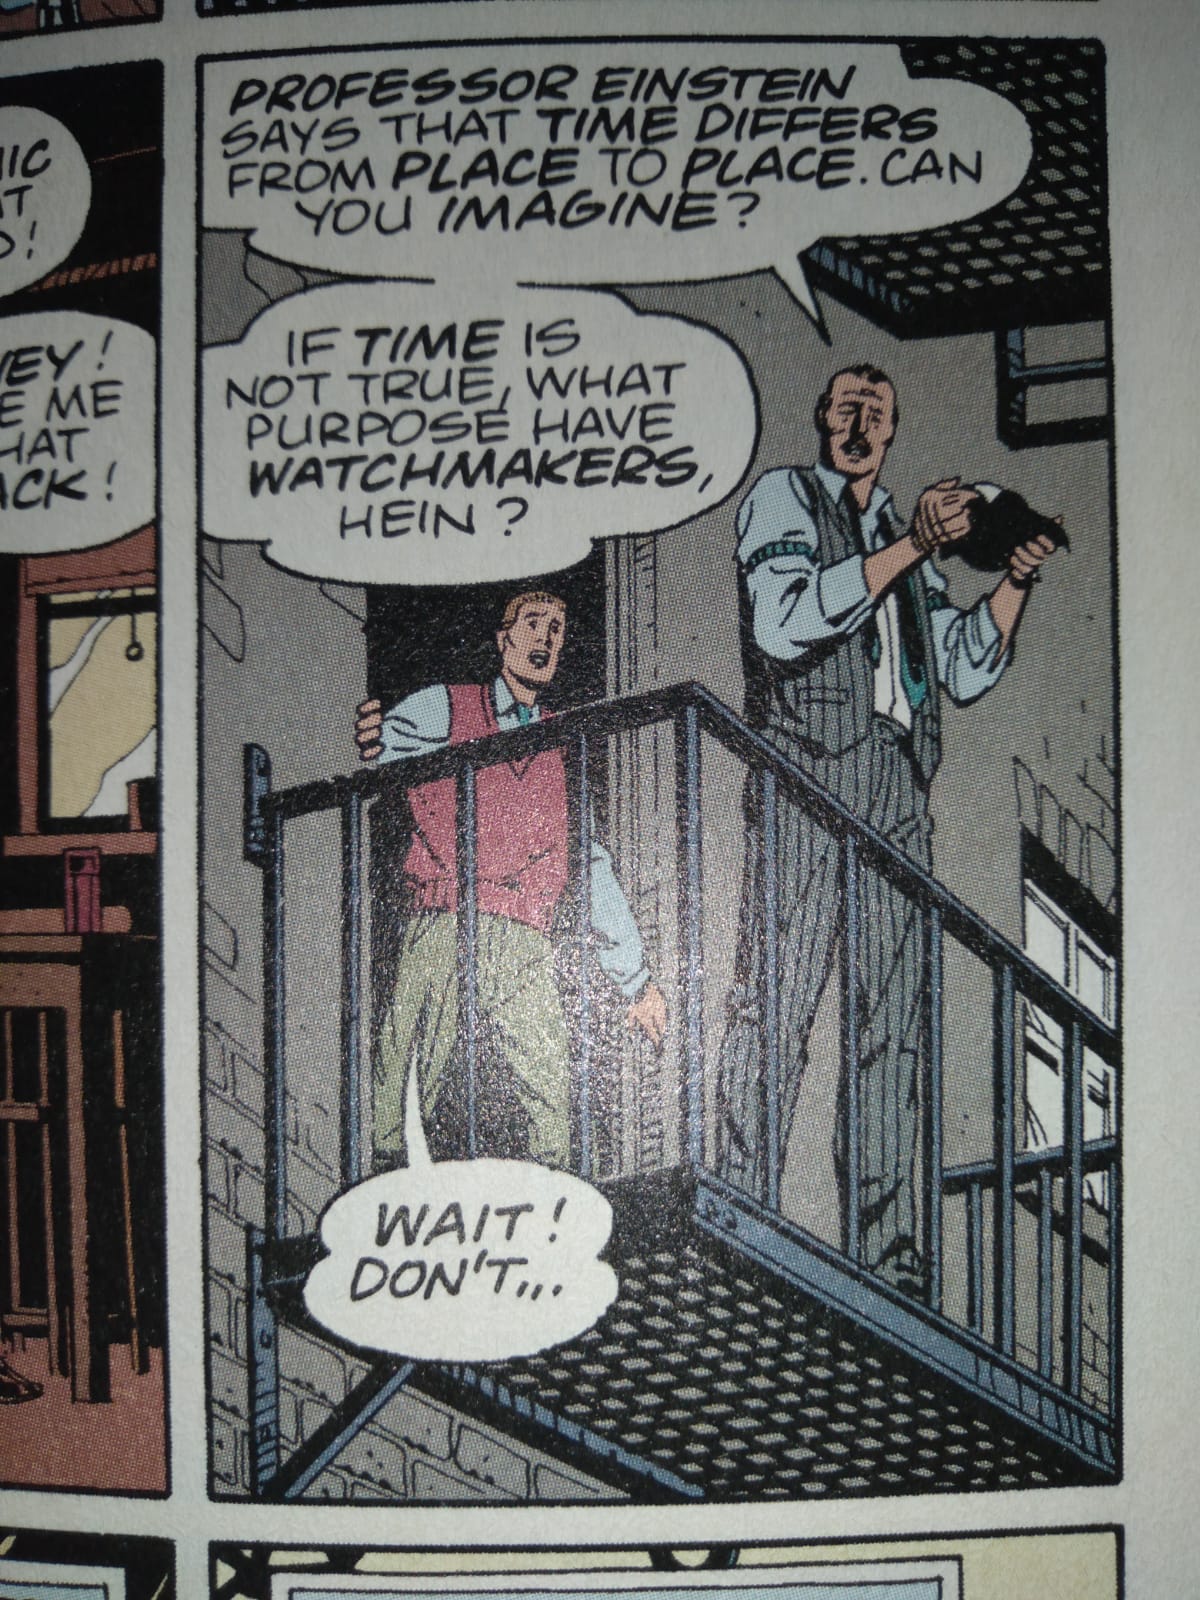 PROFESSOR EINSTEIN
SAYS THAT TIME DIFFERS
FROM PLACE TO PLACE. CAN
YOU IMAGINE?
IF TIME IS
NOT TRUE, WHAT
PURPOSE HAVE
WATCHMAKERS,
HEIN?
WAIT!
DON'T...
ME